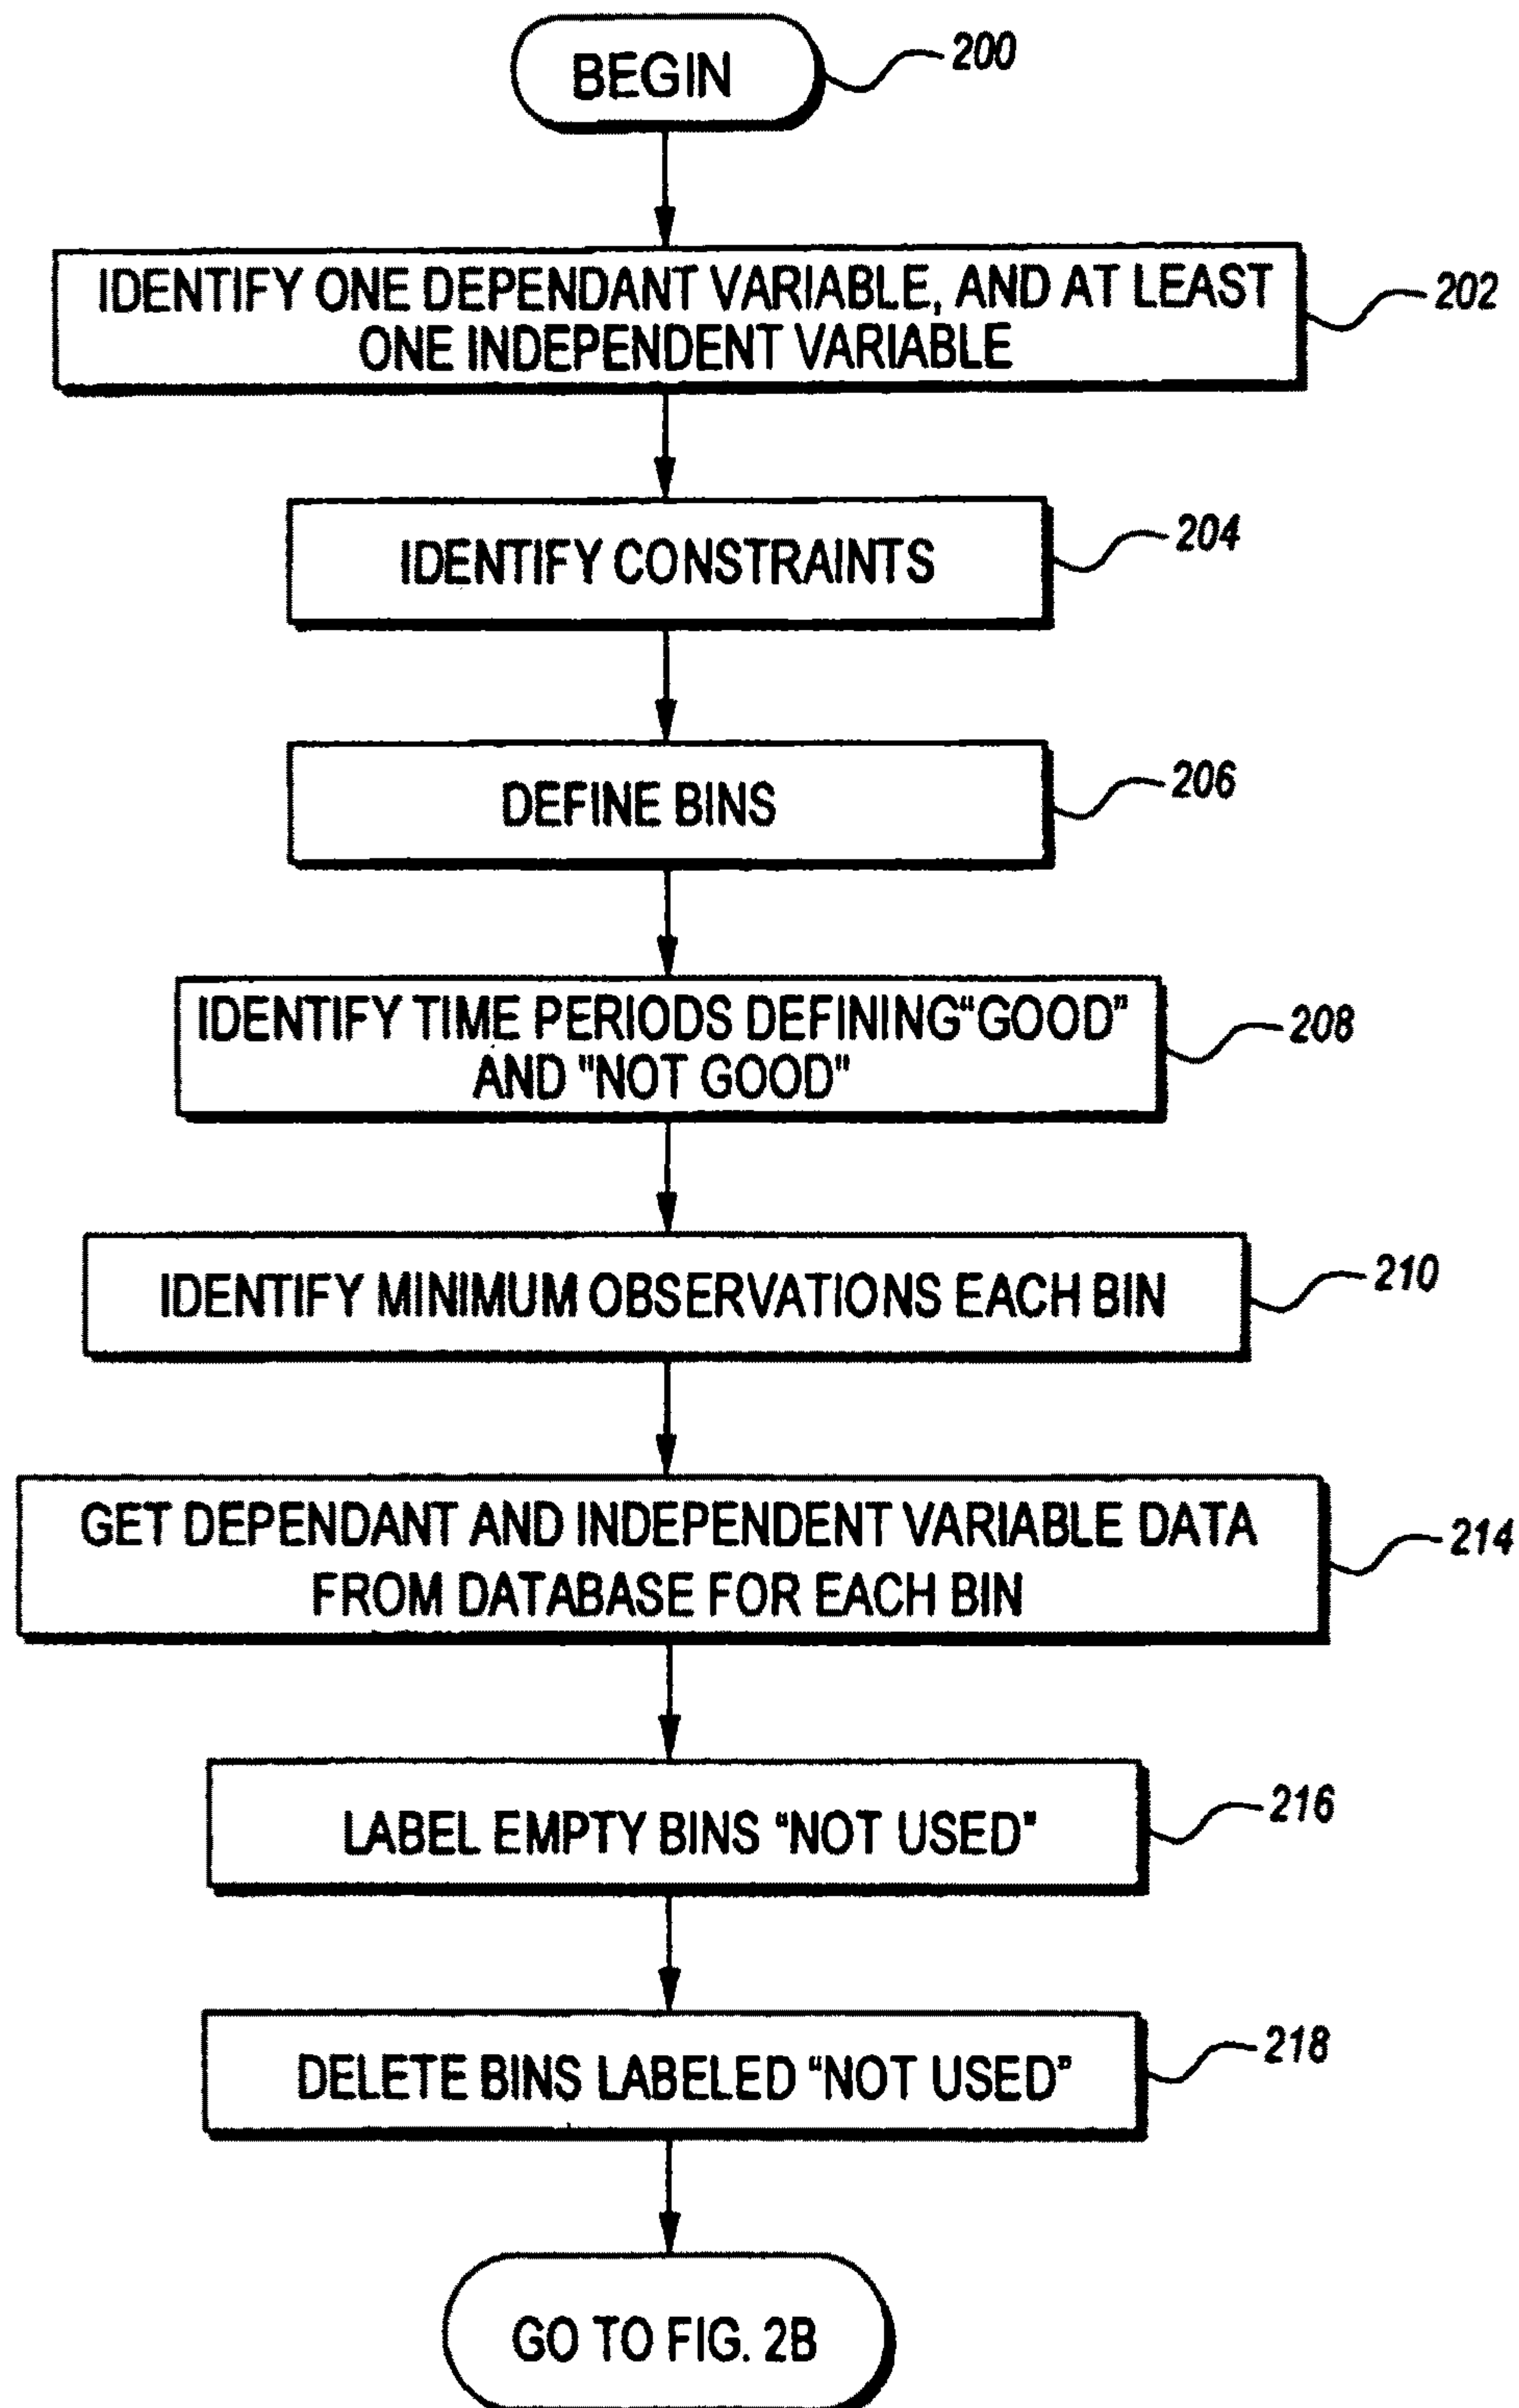 BEGIN
200
IDENTIFY ONE DEPENDANT VARIABLE, AND AT LEAST
ONE INDEPENDENT VARIABLE
202
IDENTIFY CONSTRAINTS
204
DEFINE BINS
206
IDENTIFY TIME PERIODS DEFINING“GOOD”
AND "NOT GOOD"
208
IDENTIFY MINIMUM OBSERVATIONS EACH BIN
210
GET DEPENDANT AND INDEPENDENT VARIABLE DATA
FROM DATABASE FOR EACH BIN
214
LABEL EMPTY BINS “NOT USED”
216
DELETE BINS LABELED “NOT USED”
218
GO TO FIG. 2B